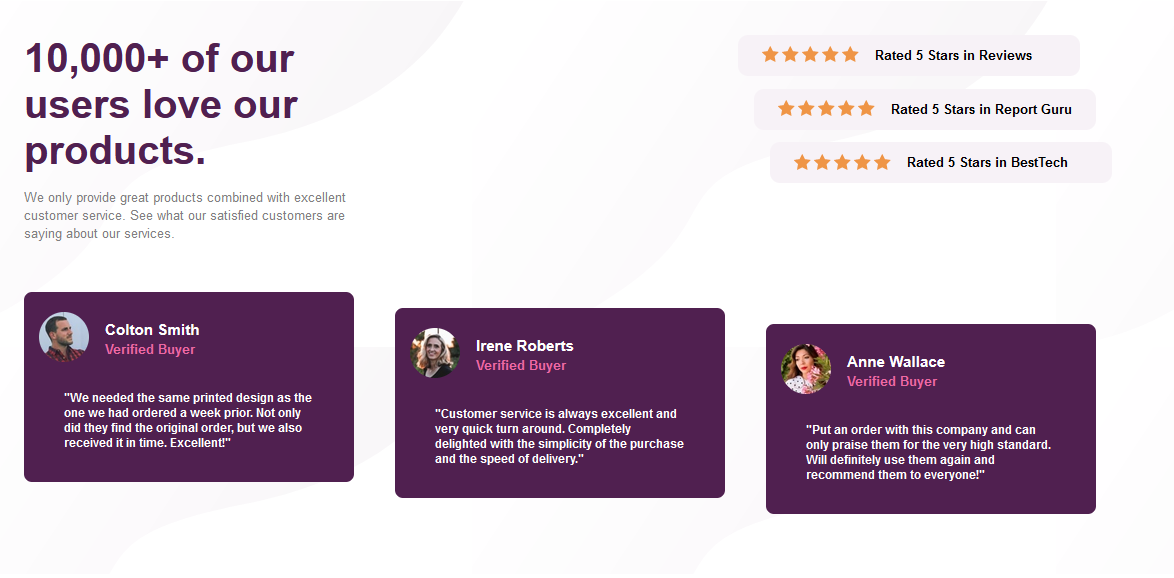 10,000+ of our
users love our
products.
We only provide great products combined with excellent
customer service. See what our satisfied customers are
saying about our services.
Rated 5 Stars in Reviews
Rated 5 Stars in Report Guru
Rated 5 Stars in BestTech
Colton Smith
Verified Buyer
"We needed the same printed design as the
one we had ordered a week prior. Not only
did they find the original order, but we also
received it in time. Excellent!"
Irene Roberts
Verified Buyer
"Customer service is always excellent and
very quick turn around. Completely
delighted with the simplicity of the purchase
and the speed of delivery."
Anne Wallace
Verified Buyer
"Put an order with this company and can
only praise them for the very high standard.
Will definitely use them again and
recommend them to everyone!"